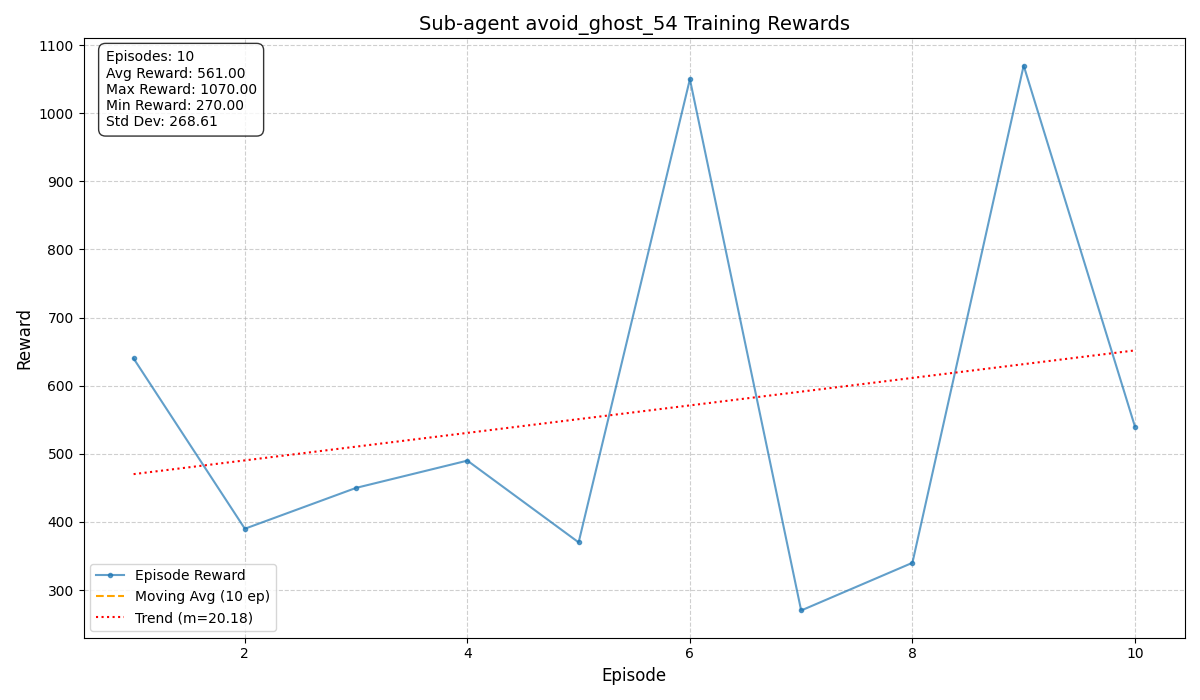 Sub-agent avoid_ghost_54 Training Rewards
Episodes: 10
Avg Reward: 561.00
Max Reward: 1070.00
Min Reward: 270.00
Std Dev: 268.61
1100
1000
900
800
700
600
500
400
300
Reward
Episode Reward
Moving Avg (10 ep)
Trend (m=20.18)
2
4
6
8
10
Episode